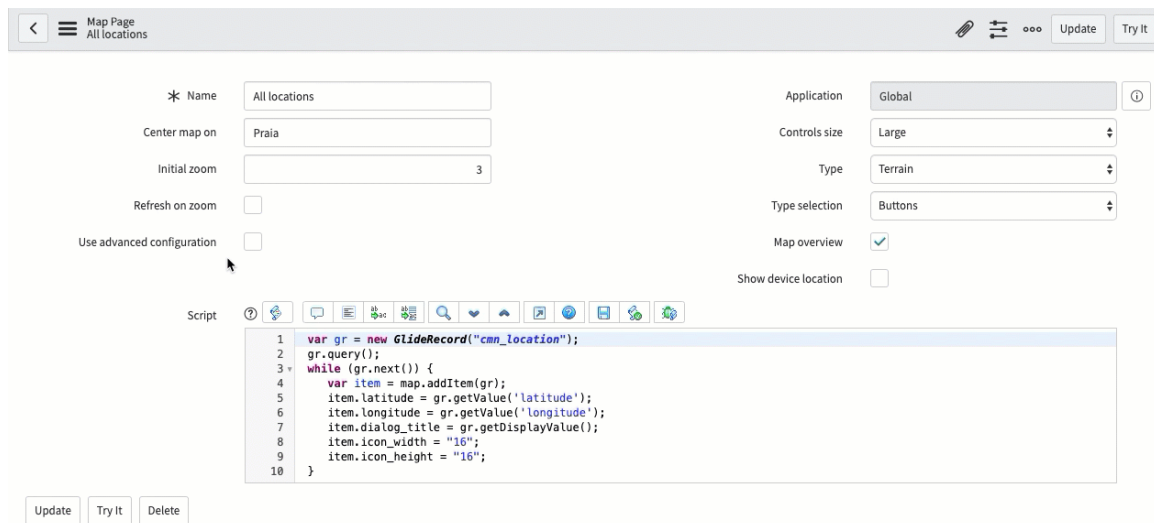 Map Page
All locations
Update
Try It
Name
All locations
Center map on
Praia
Initial zoom
3
Refresh on zoom
Use advanced configuration
Application
Global
Controls size
Large
Type
Terrain
Type selection
Buttons
Map overview
Show device location
Script
1 var gr = new GlideRecord("cmn_location");
2 gr.query();
3 while (gr.next()) {
4 var item = map.addItem(gr);
5 item.latitude = gr.getValue('latitude');
6 item.longitude = gr.getValue('longitude');
7 item.dialog_title = gr.getDisplayValue();
8 item.icon_width = "16";
9 item.icon_height = "16";
10 }
Update
Try It
Delete